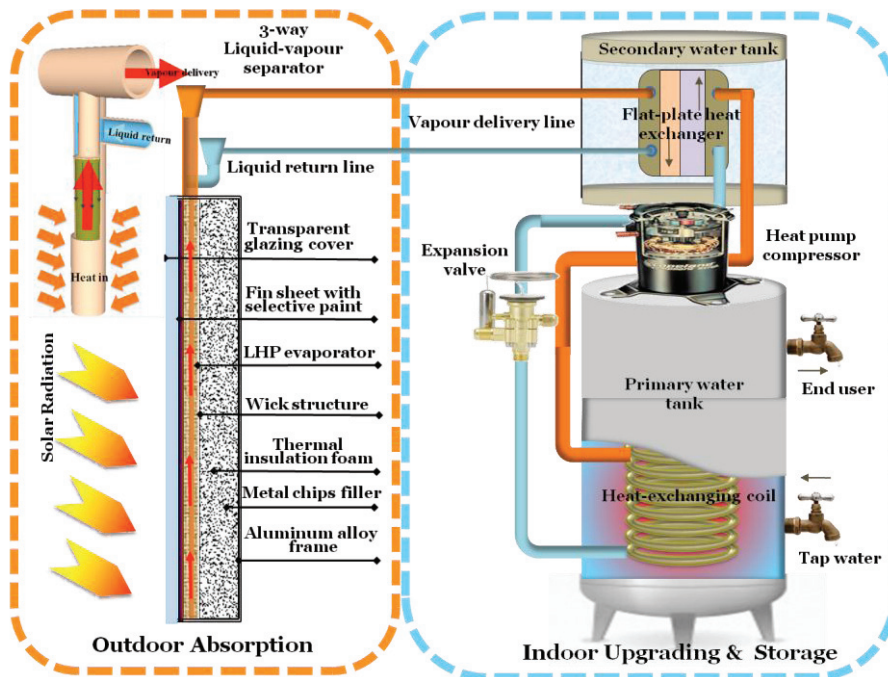 3-way
Liquid-vapour
separator
Vapour delivery
Liquid return
Heat in
Solar Radiation
Liquid return line
Transparent
glazing cover
Fin sheet with
selective paint
LHP evaporator
Wick structure
Thermal
insulation foam
Metal chips filler
Aluminum alloy
frame
Outdoor Absorption
Secondary water tank
Vapour delivery line
Flat-plate heat
exchanger
Expansion
valve
Heat pump
compressor
Primary water
tank
End user
Heat-exchanging coil
Tap water
Indoor Upgrading & Storage